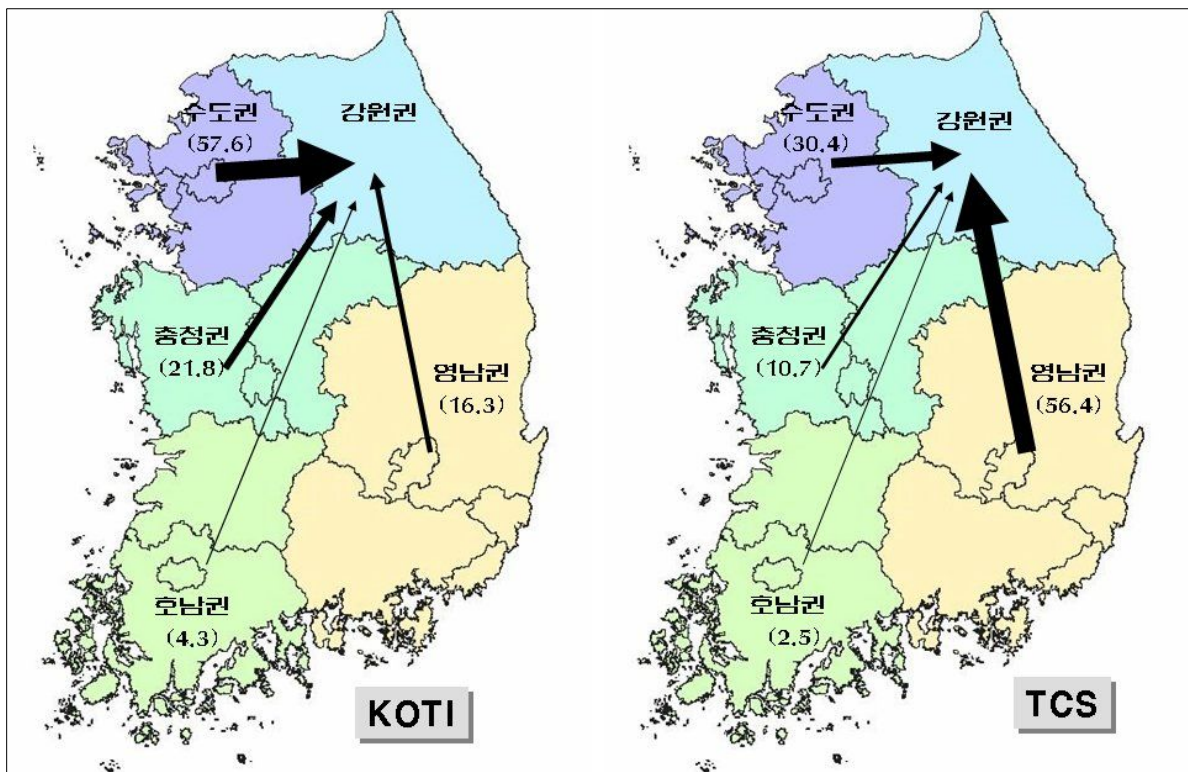 수도권
(57.6)
강원권
충청권
(21.8)
영남권
(16.3)
호남권
(4.3)
KOTI
수도권
(30.4)
강원권
충청권
(10.7)
영남권
(56.4)
호남권
(2.5)
TCS